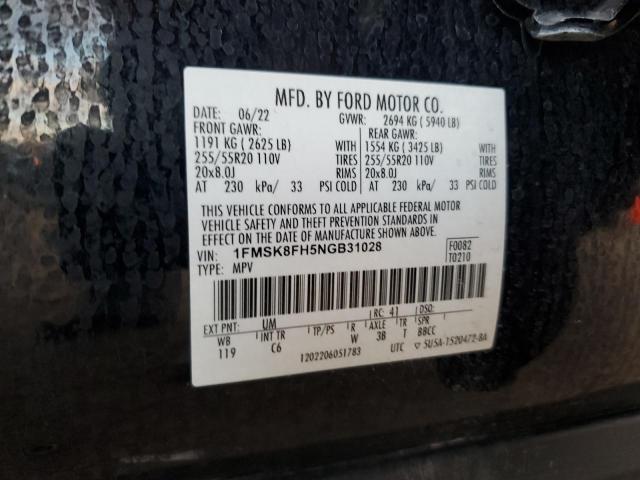 MFD. BY FORD MOTOR CO.
DATE: 06/22 GVWR: 2694 KG ( 5940 LB)
FRONT GAWR: REAR GAWR:
1191 KG ( 2625 LB) 1554 KG ( 3425 LB)
255/55R20 110V TIRES 255/55R20 110V TIRES
20x8.0J RIMS 20x8.0J RIMS
AT 230 kPa/ 33 PSI COLD AT 230 kPa/ 33 PSI COLD
THIS VEHICLE CONFORMS TO ALL APPLICABLE FEDERAL MOTOR
VEHICLE SAFETY AND THEFT PREVENTION STANDARDS IN
EFFECT ON THE DATE OF MANUFACTURE SHOWN ABOVE.
VIN: 1FMSK8FH5NGB31028 F0082
TYPE: MPV T0210
EXT PNT: UM RC: 41 DSO:
WB INT TR TP/PS R AXLE TR SPR
119 C6 W 3B T 88CC
1202206051783 UTC 5U5A-1520472-BA